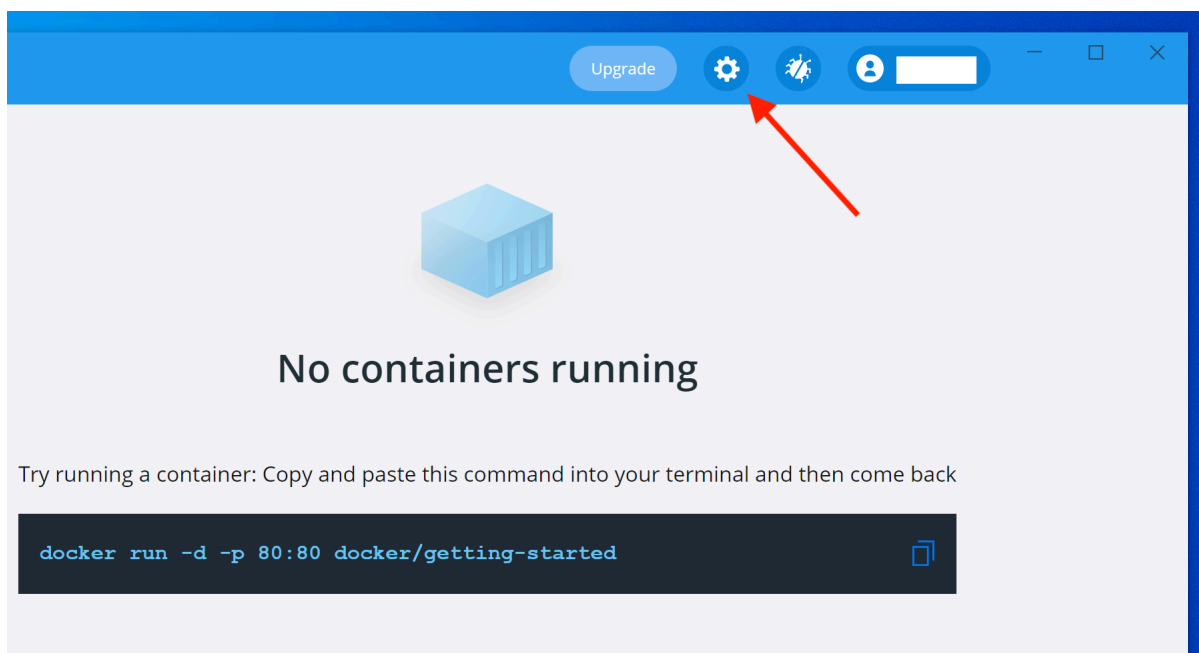 Upgrade
No containers running
Try running a container: Copy and paste this command into your terminal and then come back
docker run -d -p 80:80 docker/getting-started